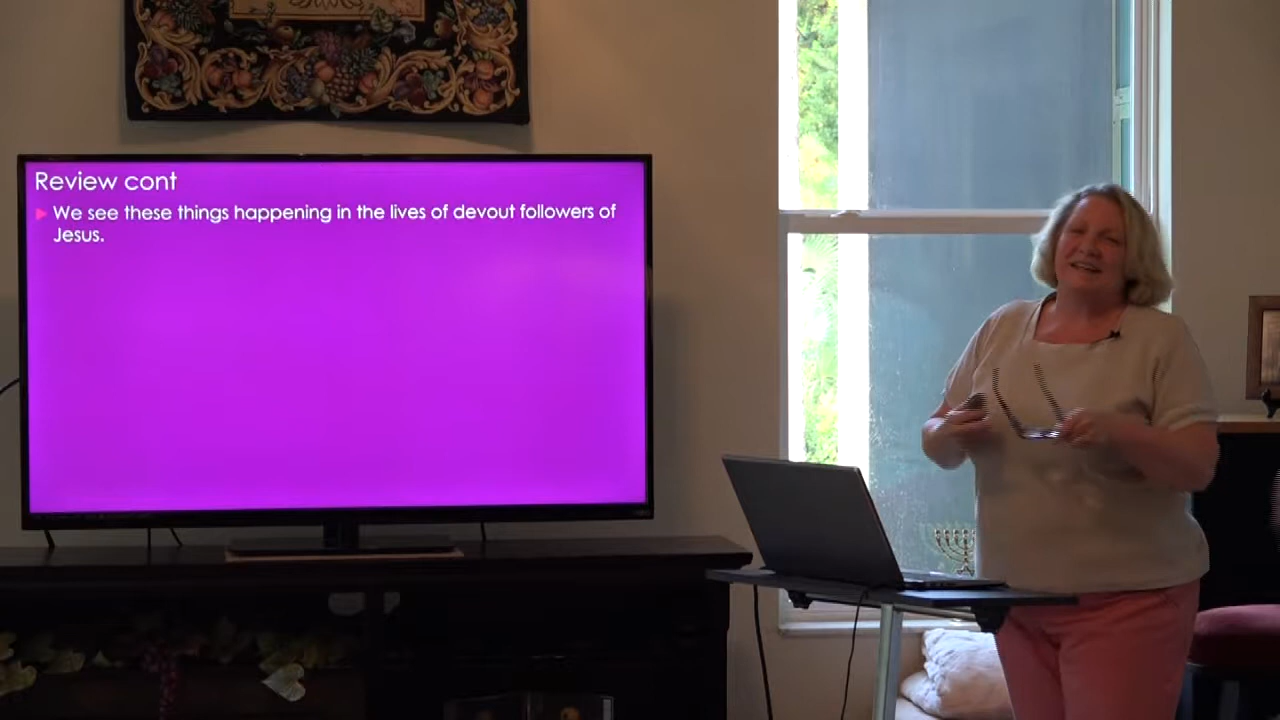 Review cont
We see these things happening in the lives of devout followers of
Jesus.